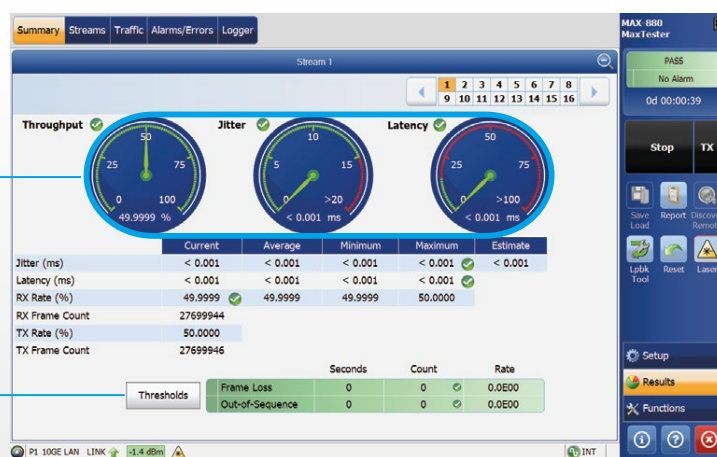 Summary Streams Traffic Alarms/Errors Logger
MAX-880
MaxTester
Stream 1
PASS
No Alarm
0d 00:00:39
1 2 3 4 5 6 7 8
9 10 11 12 13 14 15 16
Throughput Jitter Latency
50 10 50
25 75 5 15 25 75
0 100 0 >20 0 >100
49.9999 % < 0.001 ms < 0.001 ms
Stop TX
Save Report Discover
Load Remote
Lpbk Reset Laser
Tool
Current Average Minimum Maximum Estimate
Jitter (ms) < 0.001 < 0.001 < 0.001 < 0.001 < 0.001
Latency (ms) < 0.001 < 0.001 < 0.001 < 0.001
RX Rate (%) 49.9999 49.9999 49.9999 50.0000
RX Frame Count 27699944
TX Rate (%) 50.0000
TX Frame Count 27699946
Seconds Count Rate
Thresholds
Frame Loss 0 0 0.0E00
Out-of-Sequence 0 0 0.0E00
Setup
Results
Functions
P1 10GE LAN LINK -1.4 dBm INT